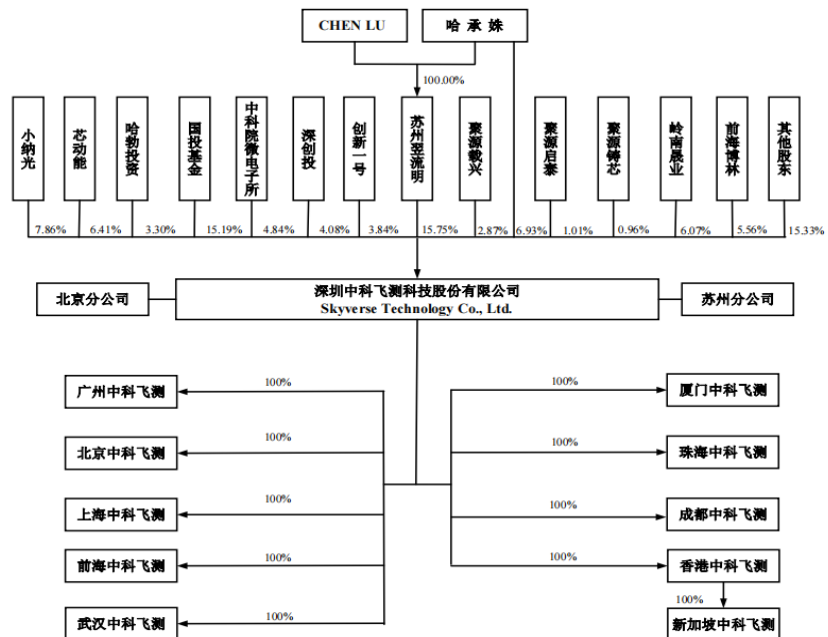 CHEN LU
哈承姝
100.00%
小纳光
芯动能
哈勃投资
国投基金
中科院微电子所
深创投
创新一号
苏州翌流明
聚源载兴
聚源启泰
聚源铸芯
岭南晟业
前海博林
其他股东
7.86%
6.41%
3.30%
15.19%
4.84%
4.08%
3.84%
15.75%
2.87%
6.93%
1.01%
0.96%
6.07%
5.56%
15.33%
北京分公司
深圳中科飞测科技股份有限公司
Skyverse Technology Co., Ltd.
苏州分公司
广州中科飞测
100%
100%
厦门中科飞测
北京中科飞测
100%
100%
珠海中科飞测
上海中科飞测
100%
100%
成都中科飞测
前海中科飞测
100%
100%
香港中科飞测
100%
武汉中科飞测
100%
新加坡中科飞测